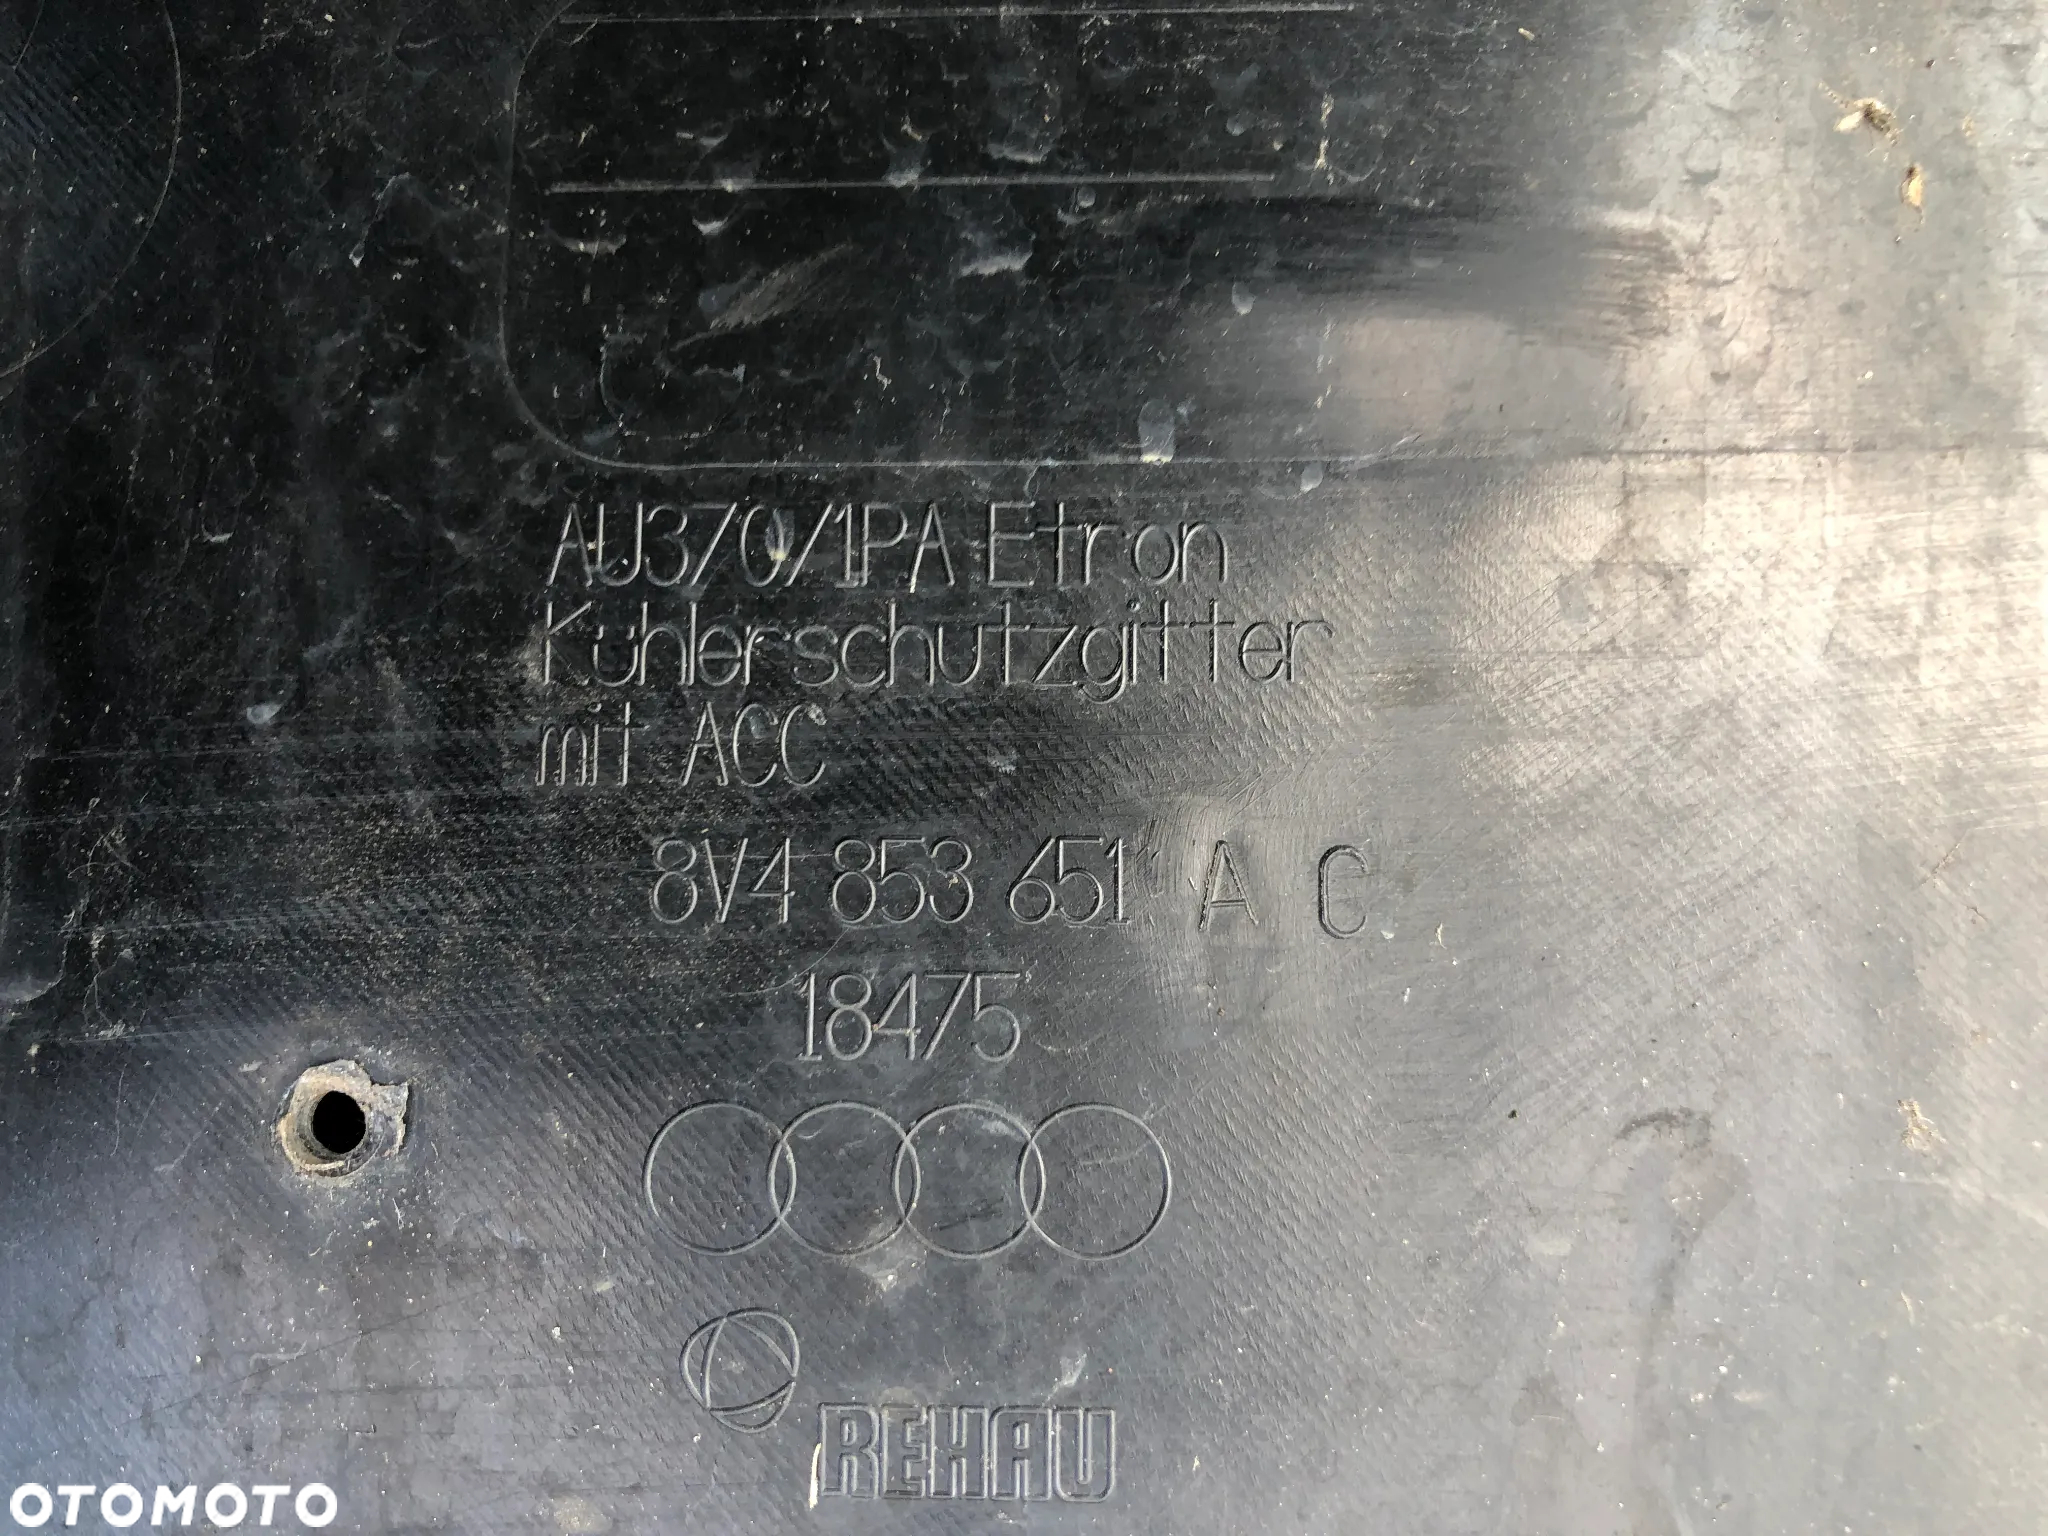 AU370/1PA Etron
Kühlerschutzgitter
mit ACC
8V4 853 651 A C
18475
REHAU
OTOMOTO